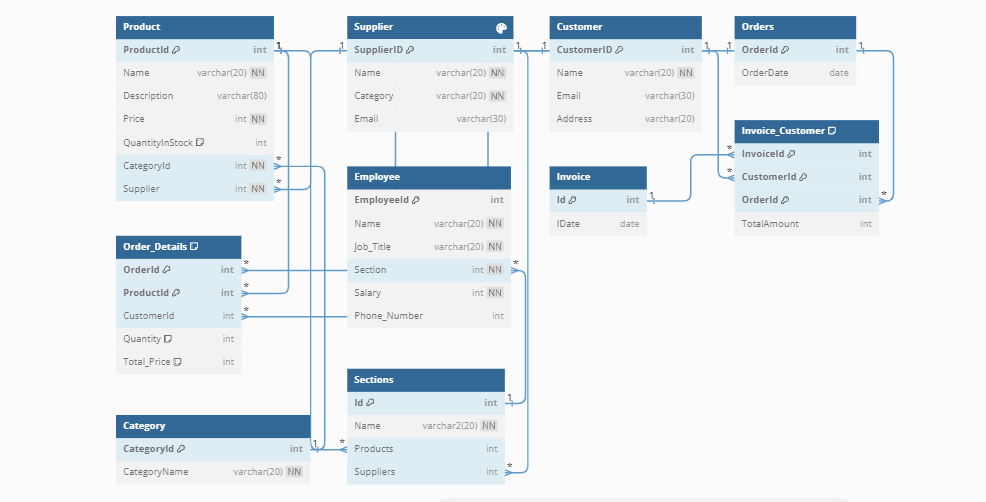 Product
ProductId int
Name varchar(20) NN
Description varchar(80)
Price int NN
QuantityInStock int
CategoryId int NN
Supplier int NN
1
*
*
Supplier
SupplierID int
Name varchar(20) NN
Category varchar(20) NN
Email varchar(30)
1
1
Customer
CustomerID int
Name varchar(20) NN
Email varchar(30)
Address varchar(20)
1
1
Orders
OrderId int
OrderDate date
1
1
Invoice_Customer
InvoiceId int
CustomerId int
OrderId int
TotalAmount int
*
*
*
Employee
EmployeeId int
Name varchar(20) NN
Job_Title varchar(20) NN
Section int NN
Salary int NN
Phone_Number int
*
Invoice
Id int
IDate date
1
Order_Details
OrderId int
ProductId int
CustomerId int
Quantity int
Total_Price int
*
*
*
Sections
Id int
Name varchar2(20) NN
Products int
Suppliers int
1
*
*
Category
CategoryId int
CategoryName varchar(20) NN
1